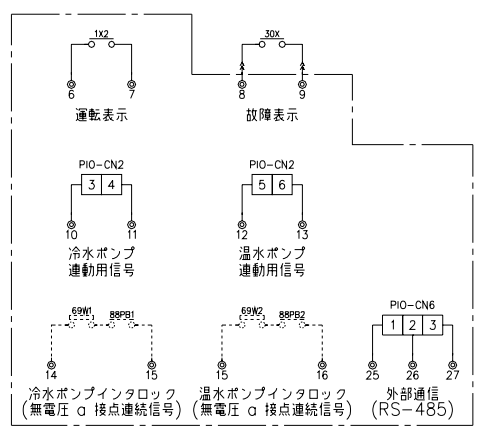 1X2
30X
6
7
8
9
運転表示
故障表示
PIO-CN2
PIO-CN2
3 4
5 6
10
11
12
13
冷水ポンプ
連動用信号
温水ポンプ
連動用信号
69W1
88PB1
69W2
88PB2
PIO-CN6
1 2 3
14
15
15
16
25
26
27
冷水ポンプインタロック
(無電圧 a 接点連続信号)
温水ポンプインタロック
(無電圧 a 接点連続信号)
外部通信
(RS-485)